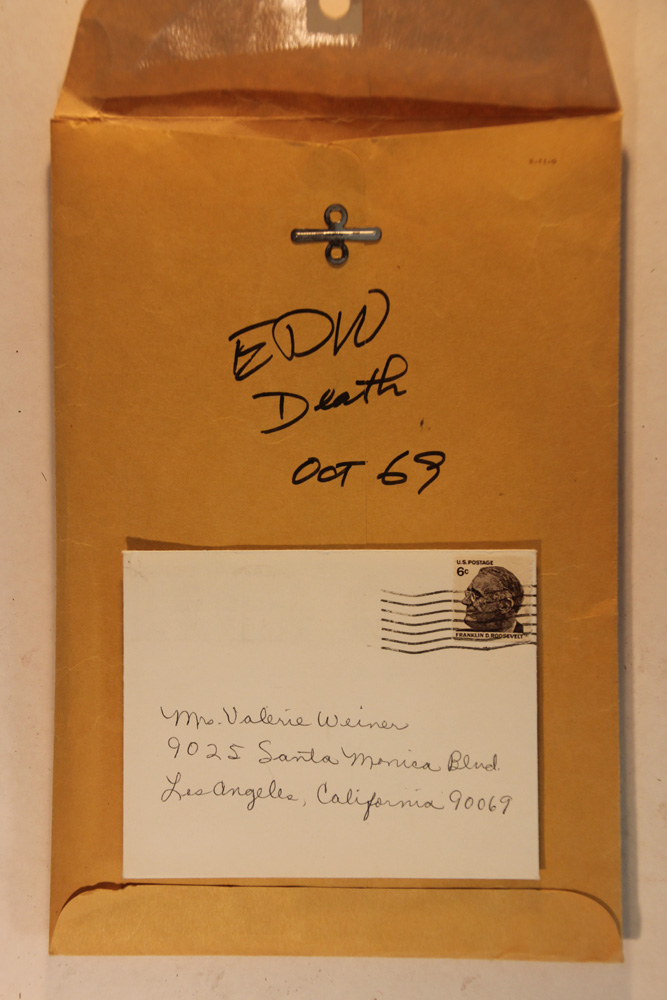 EDW
Death
Oct 69
U.S. POSTAGE
6c
FRANKLIN D. ROOSEVELT
Mrs. Valerie Weiner
9025 Santa Monica Blvd.
Los Angeles, California 90069